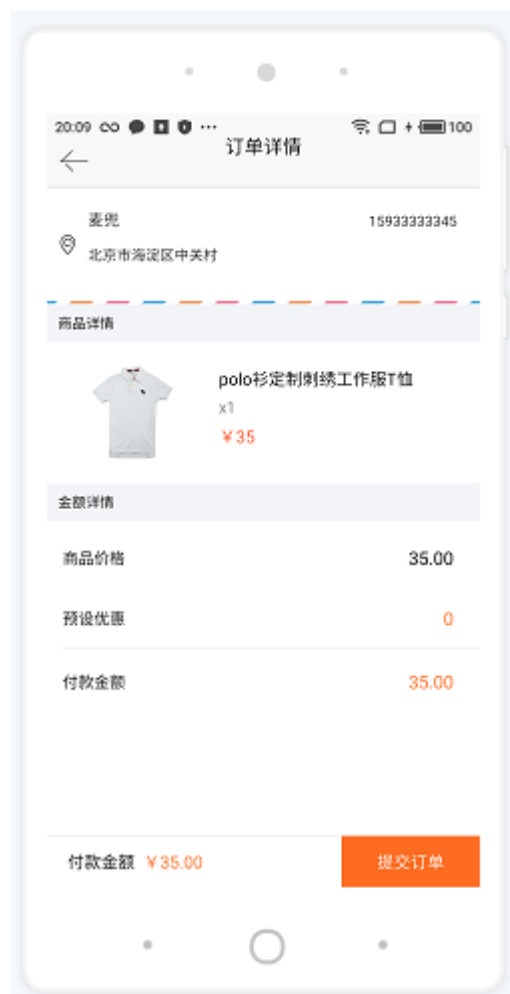 20:09 ··· 100
订单详情
麦兜 15933333345
北京市海淀区中关村
商品详情
polo衫定制刺绣工作服T恤
x1
￥35
金额详情
商品价格 35.00
预设优惠 0
付款金额 35.00
付款金额 ￥35.00 提交订单